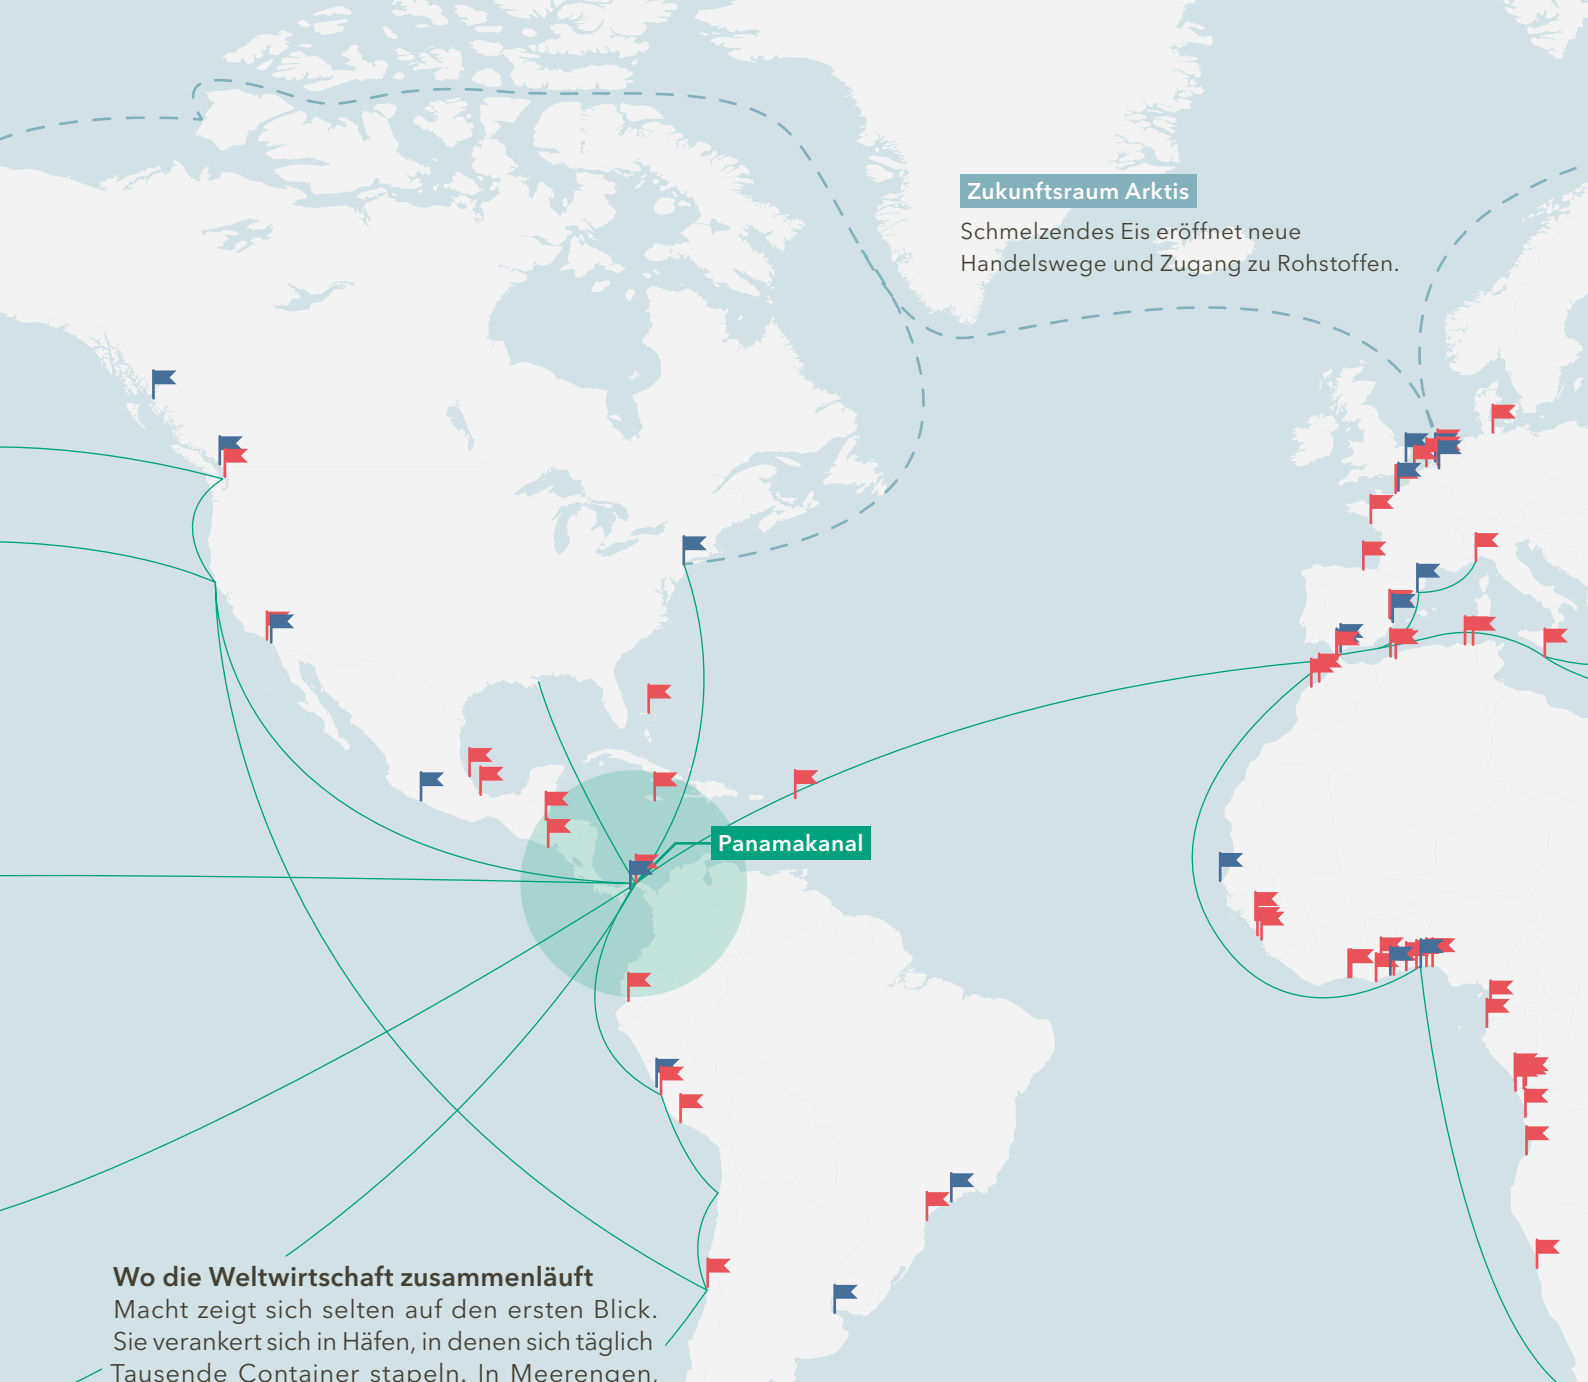 Zukunftsraum Arktis
Schmelzendes Eis eröffnet neue
Handelswege und Zugang zu Rohstoffen.
Panamakanal
Wo die Weltwirtschaft zusammenläuft
Macht zeigt sich selten auf den ersten Blick.
Sie verankert sich in Häfen, in denen sich täglich
Tausende Container stapeln. In Meerengen,